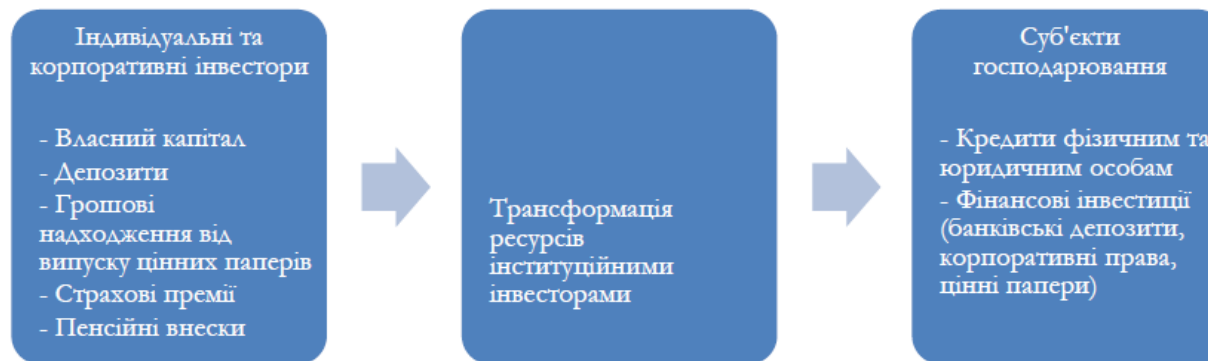 Індивідуальні та
корпоративні інвестори
- Власний капітал
- Депозити
- Грошові
надходження від
випуску цінних паперів
- Страхові премії
- Пенсійні внески
Трансформація
ресурсів
інституційними
інвесторами
Суб'єкти
господарювання
- Кредити фізичним та
юридичним особам
- Фінансові інвестиції
(банківські депозити,
корпоративні права,
цінні папери)